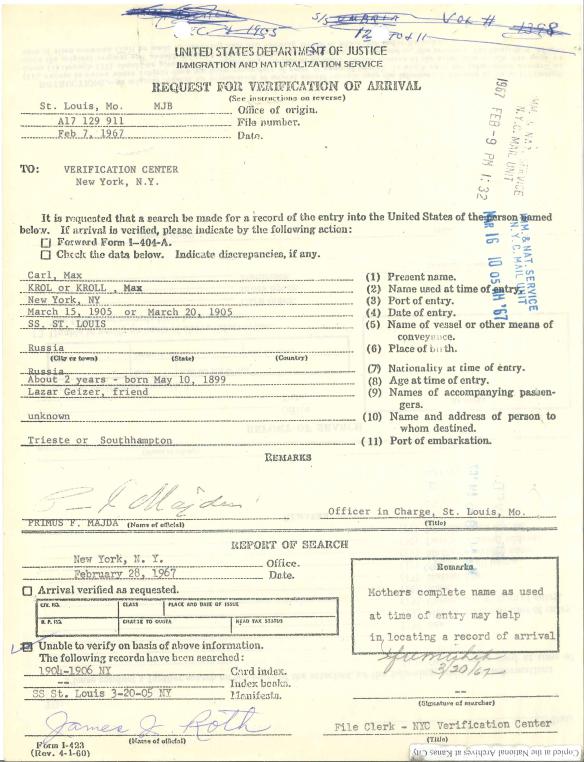 DEC 4 1905 S/S UMBRIA VOL # 1398
12 TO 11
UNITED STATES DEPARTMENT OF JUSTICE
IMMIGRATION AND NATURALIZATION SERVICE
REQUEST FOR VERIFICATION OF ARRIVAL
(See instructions on reverse)
St. Louis, Mo. MJB Office of origin.
A17 129 911 File number.
Feb 7, 1967 Date.
1967 FEB -9 PM 1:32
IMM. & NAT. SERVICE
N.Y.C. MAIL UNIT
TO: VERIFICATION CENTER
New York, N.Y.
It is requested that a search be made for a record of the entry into the United States of the person named
below. If arrival is verified, please indicate by the following action:
☐ Forward Form I-404-A.
☐ Check the data below. Indicate discrepancies, if any.
MAR 16 10 05 AM '67
IMM. & NAT SERVICE
N.Y.C. MAIL UNIT
Carl, Max (1) Present name.
KROL or KROLL , Max (2) Name used at time of entry.
New York, NY (3) Port of entry.
March 15, 1905 or March 20, 1905 (4) Date of entry.
SS. ST. LOUIS (5) Name of vessel or other means of
conveyance.
Russia (6) Place of birth.
(City or town) (State) (Country)
Russia (7) Nationality at time of entry.
About 2 years - born May 10, 1899 (8) Age at time of entry.
Lazar Geizer, friend (9) Names of accompanying passen-
gers.
unknown (10) Name and address of person to
whom destined.
Trieste or Southhampton (11) Port of embarkation.
REMARKS
P F Majda
PRIMUS F. MAJDA (Name of official) Officer in Charge, St. Louis, Mo.
(Title)
REPORT OF SEARCH
New York, N. Y. Office.
February 28, 1967 Date.
☐ Arrival verified as requested.
CTF. NO. CLASS PLACE AND DATE OF ISSUE
R. P. NO. CHARGE TO QUOTA HEAD TAX STATUS
Remarks
Mothers complete name as used
at time of entry may help
in locating a record of arrival
☒ Unable to verify on basis of above information.
The following records have been searched:
1904-1906 NY Card index.
-- Index books.
SS St. Louis 3-20-05 NY Manifests.
3/20/67
--
(Signature of searcher)
James J Roth
(Name of official)
File Clerk - NYC Verification Center
(Title)
Form I-423
(Rev. 4-1-60)
Copied at the National Archives at Kansas City